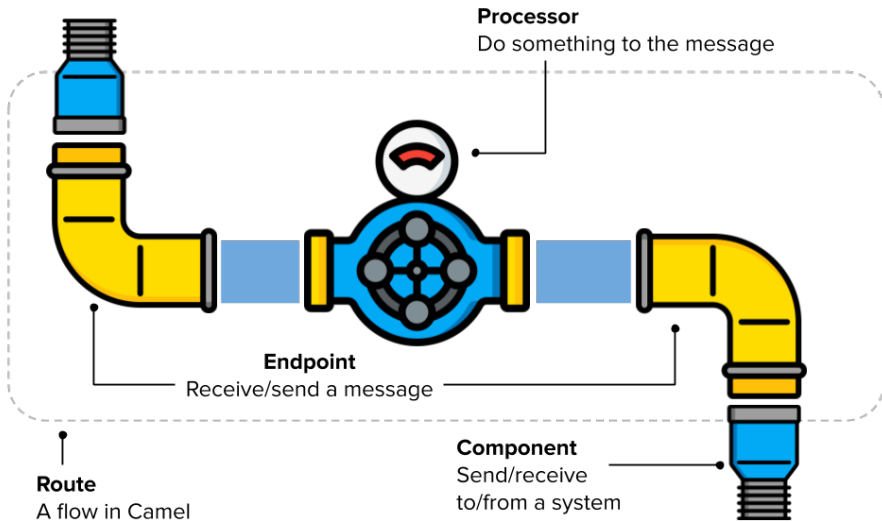 Processor
Do something to the message
Endpoint
Receive/send a message
Component
Send/receive
to/from a system
Route
A flow in Camel